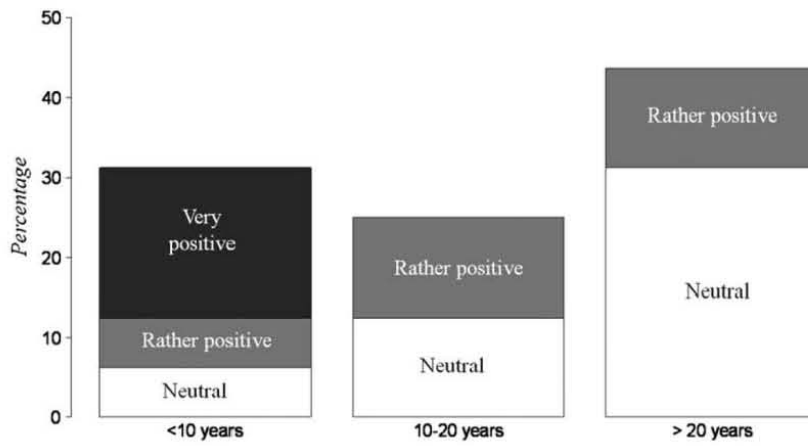 50
40
30
20
10
0
Percentage
Very
positive
Rather positive
Neutral
Rather positive
Neutral
Rather positive
Neutral
<10 years
10-20 years
> 20 years